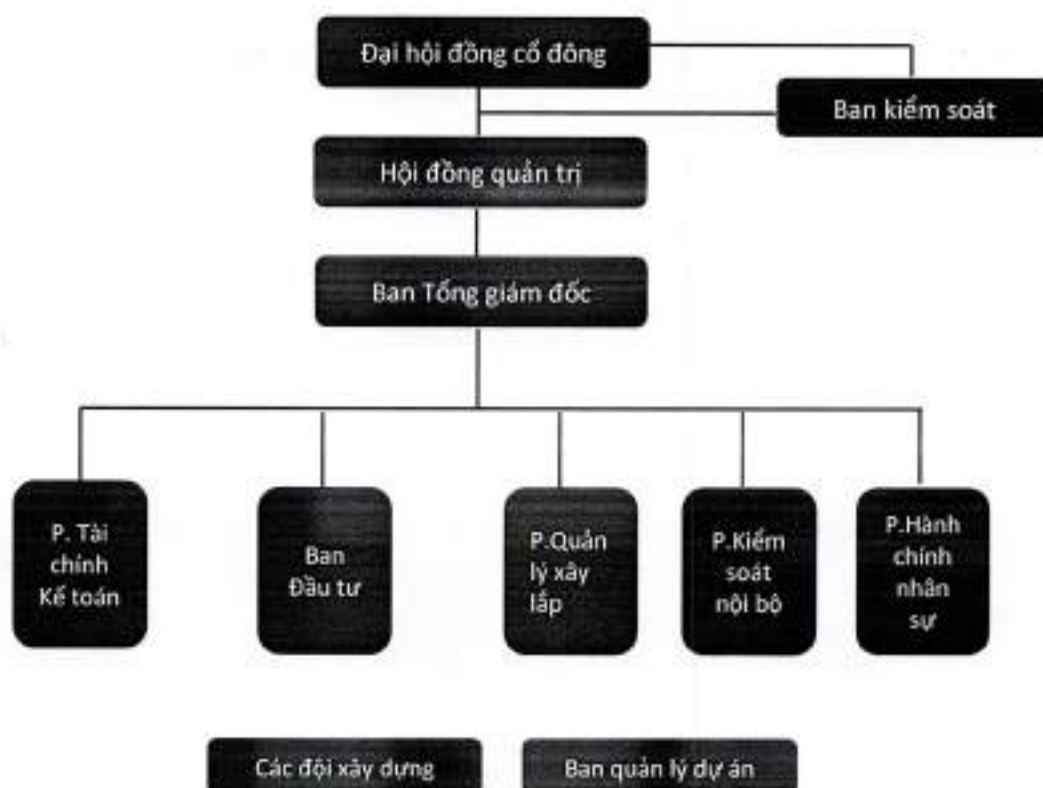 Đại hội đồng cổ đông
Ban kiểm soát
Hội đồng quản trị
Ban Tổng giám đốc
P. Tài
chính
Kế toán
Ban
Đầu tư
P.Quản
lý xây
lắp
P.Kiểm
soát
nội bộ
P.Hành
chính
nhân
sự
Các đội xây dựng
Ban quản lý dự án